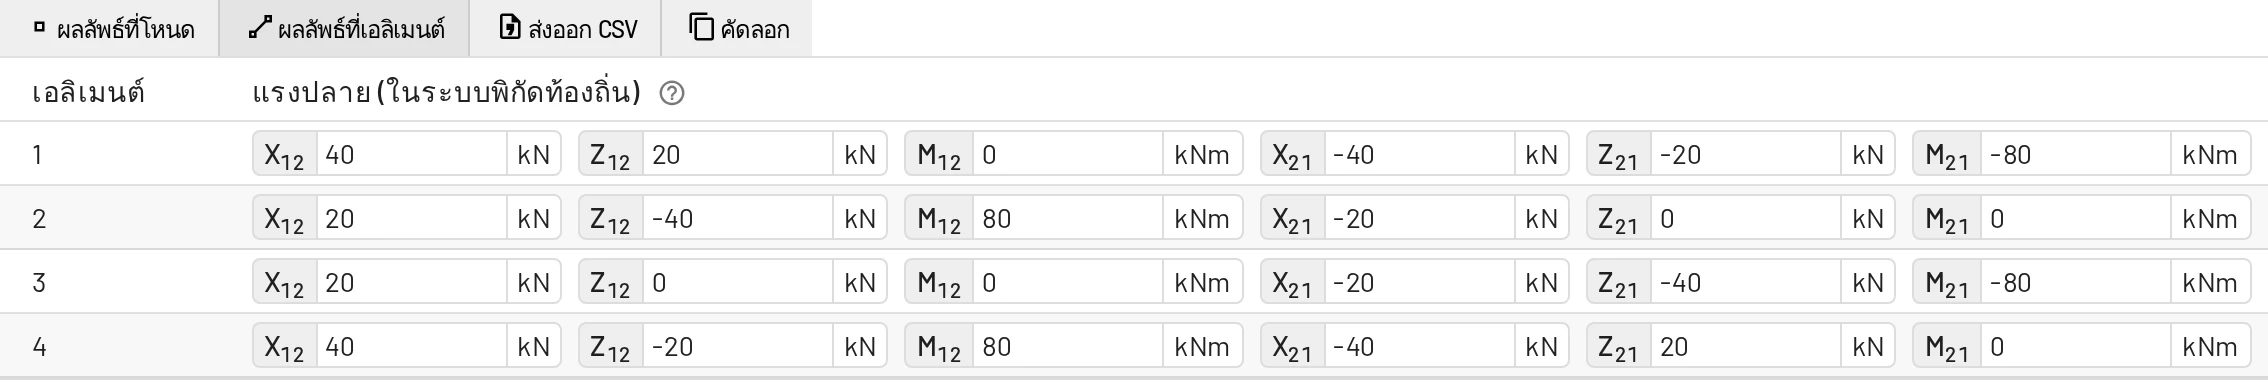 ผลลัพธ์ที่โหนด ผลลัพธ์ที่เอลิเมนต์ ส่งออก CSV คัดลอก
เอลิเมนต์ แรงปลาย (ในระบบพิกัดท้องถิ่น) ?
1 X12 40 kN Z12 20 kN M12 0 kNm X21 -40 kN Z21 -20 kN M21 -80 kNm
2 X12 20 kN Z12 -40 kN M12 80 kNm X21 -20 kN Z21 0 kN M21 0 kNm
3 X12 20 kN Z12 0 kN M12 0 kNm X21 -20 kN Z21 -40 kN M21 -80 kNm
4 X12 40 kN Z12 -20 kN M12 80 kNm X21 -40 kN Z21 20 kN M21 0 kNm